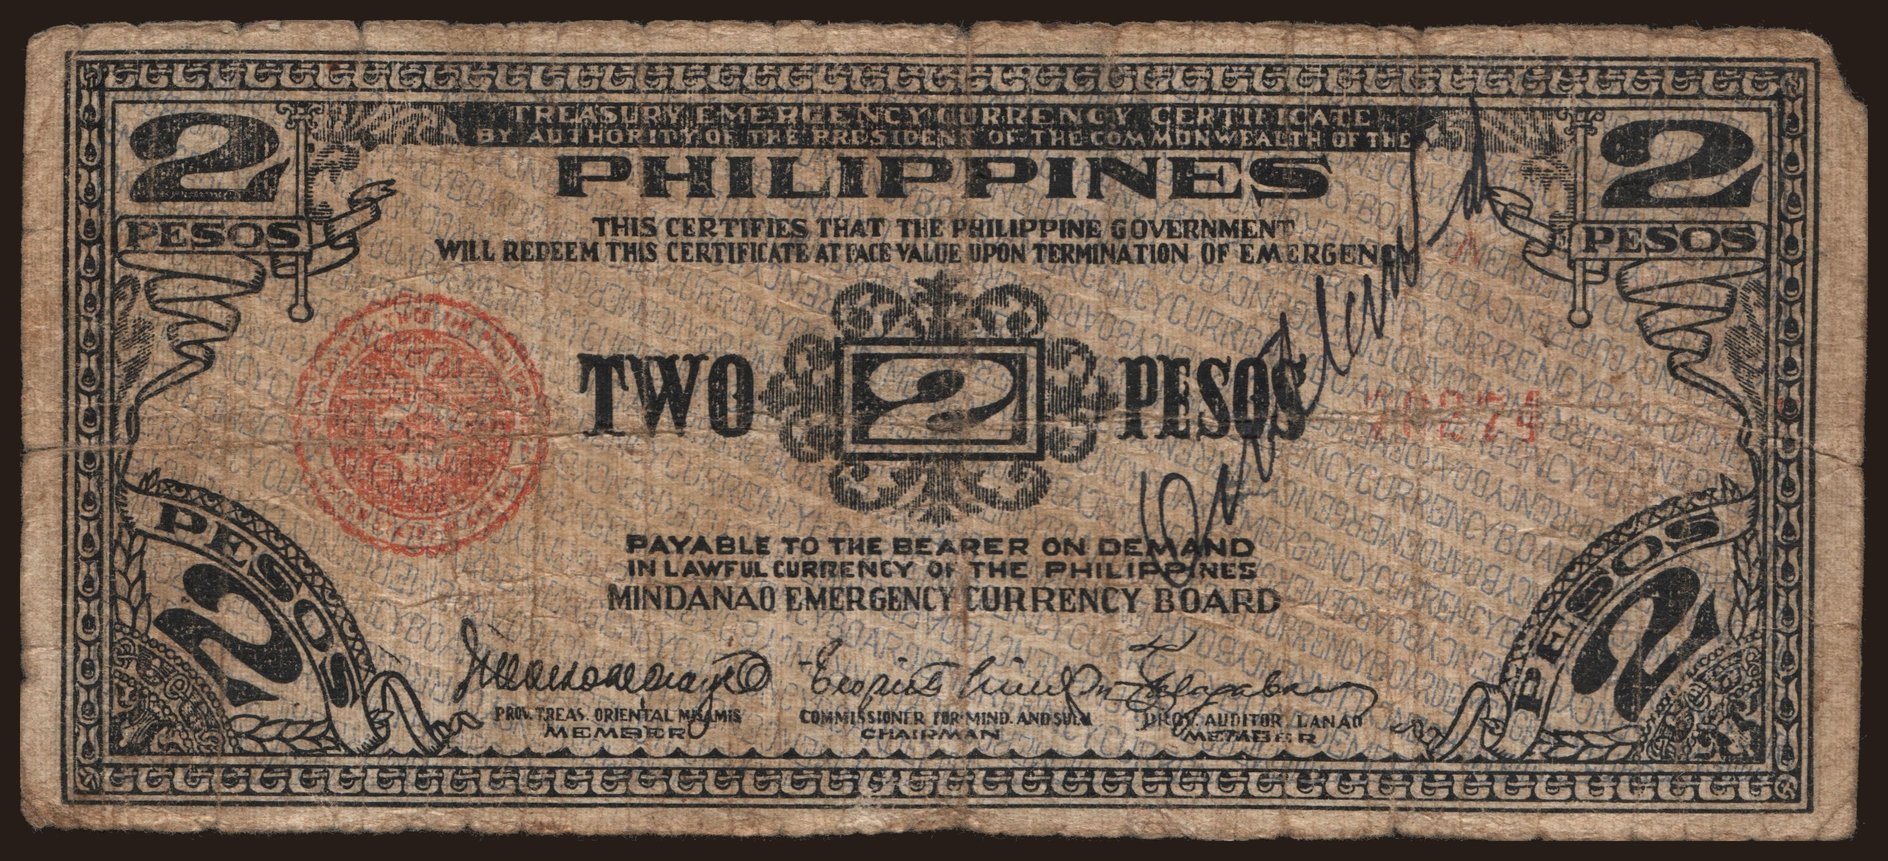 TREASURY EMERGENCY CURRENCY CERTIFICATE
BY AUTHORITY OF THE PRESIDENT OF THE COMMONWEALTH OF THE
2 PHILIPPINES 2
PESOS PESOS
THIS CERTIFIES THAT THE PHILIPPINE GOVERNMENT
WILL REDEEM THIS CERTIFICATE AT FACE VALUE UPON TERMINATION OF EMERGENCY
TWO 2 PESOS
PAYABLE TO THE BEARER ON DEMAND
IN LAWFUL CURRENCY OF THE PHILIPPINES
MINDANAO EMERGENCY CURRENCY BOARD
PESOS PESOS
2 2
PROV. TREAS. ORIENTAL MISAMIS COMMISSIONER FOR MIND. AND SULU PROV. AUDITOR LANAO
MEMBER CHAIRMAN MEMBER